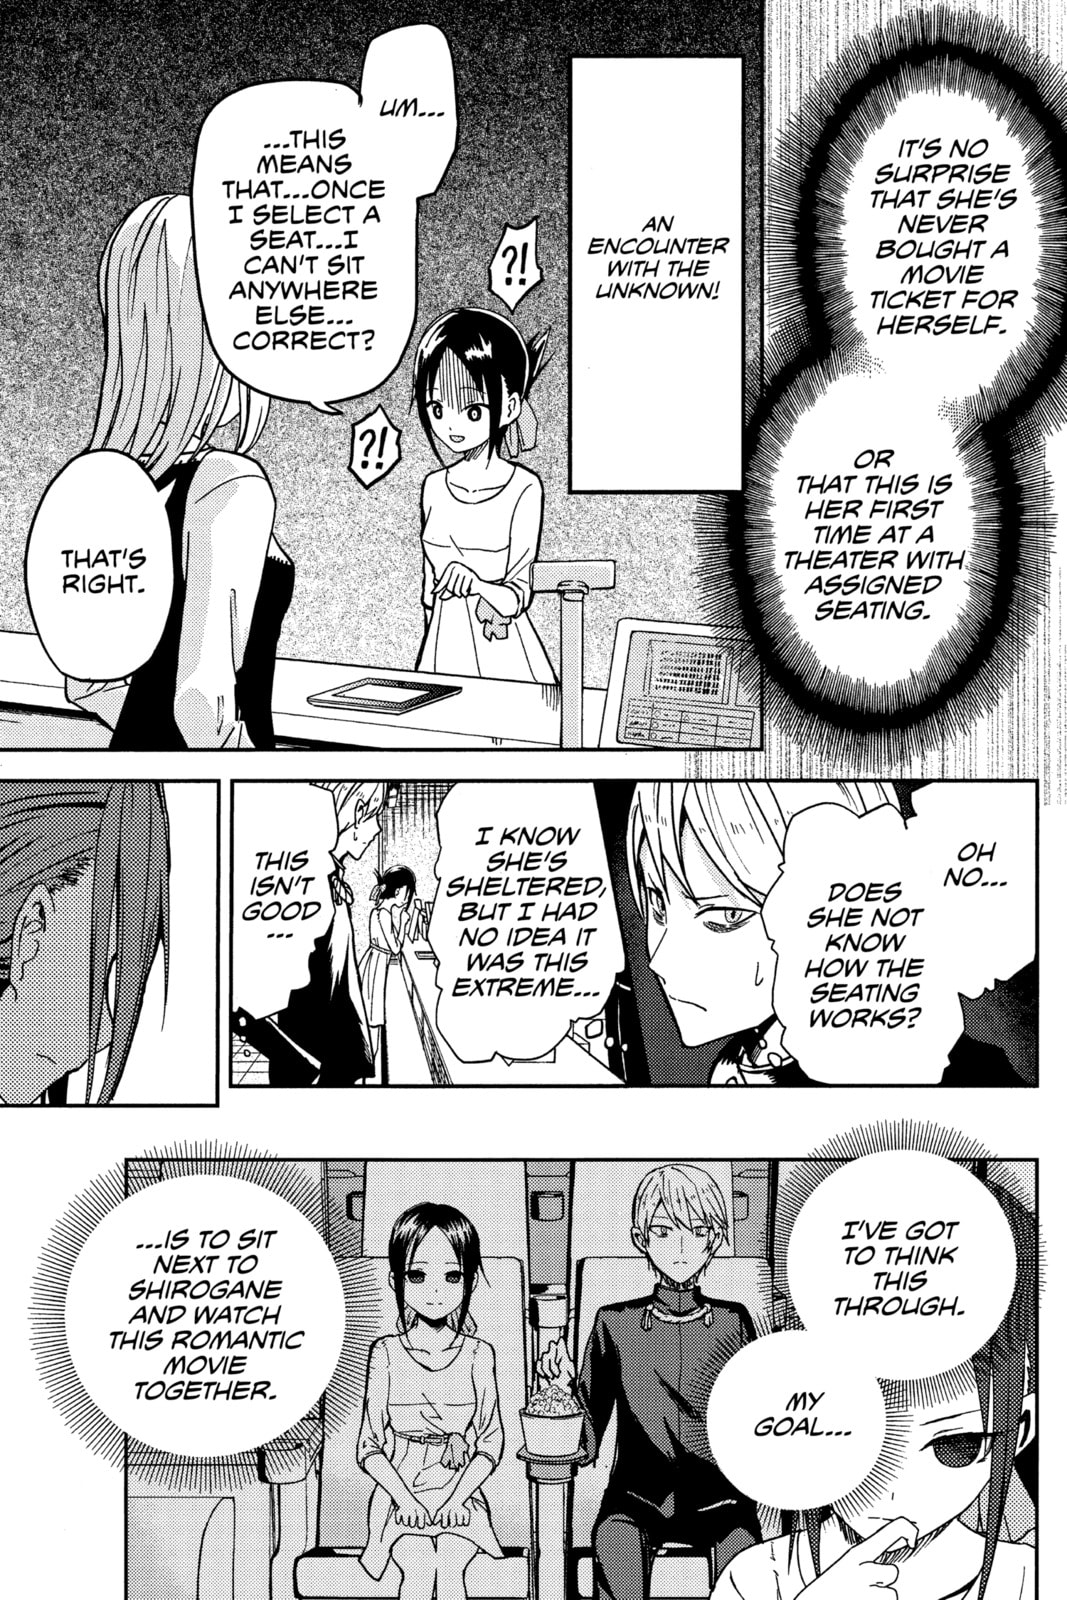 IT'S NO
SURPRISE
THAT SHE'S
NEVER
BOUGHT A
MOVIE
TICKET FOR
HERSELF.
OR
THAT THIS IS
HER FIRST
TIME AT A
THEATER WITH
ASSIGNED
SEATING.
AN
ENCOUNTER
WITH THE
UNKNOWN!
?!
?!
UM...
...THIS
MEANS
THAT...ONCE
I SELECT A
SEAT...I
CAN'T SIT
ANYWHERE
ELSE...
CORRECT?
THAT'S
RIGHT.
OH
NO...
DOES
SHE NOT
KNOW
HOW THE
SEATING
WORKS?
I KNOW
SHE'S
SHELTERED,
BUT I HAD
NO IDEA IT
WAS THIS
EXTREME...
THIS
ISN'T
GOOD
...
I'VE GOT
TO THINK
THIS
THROUGH.
MY
GOAL...
...IS TO SIT
NEXT TO
SHIROGANE
AND WATCH
THIS ROMANTIC
MOVIE
TOGETHER.